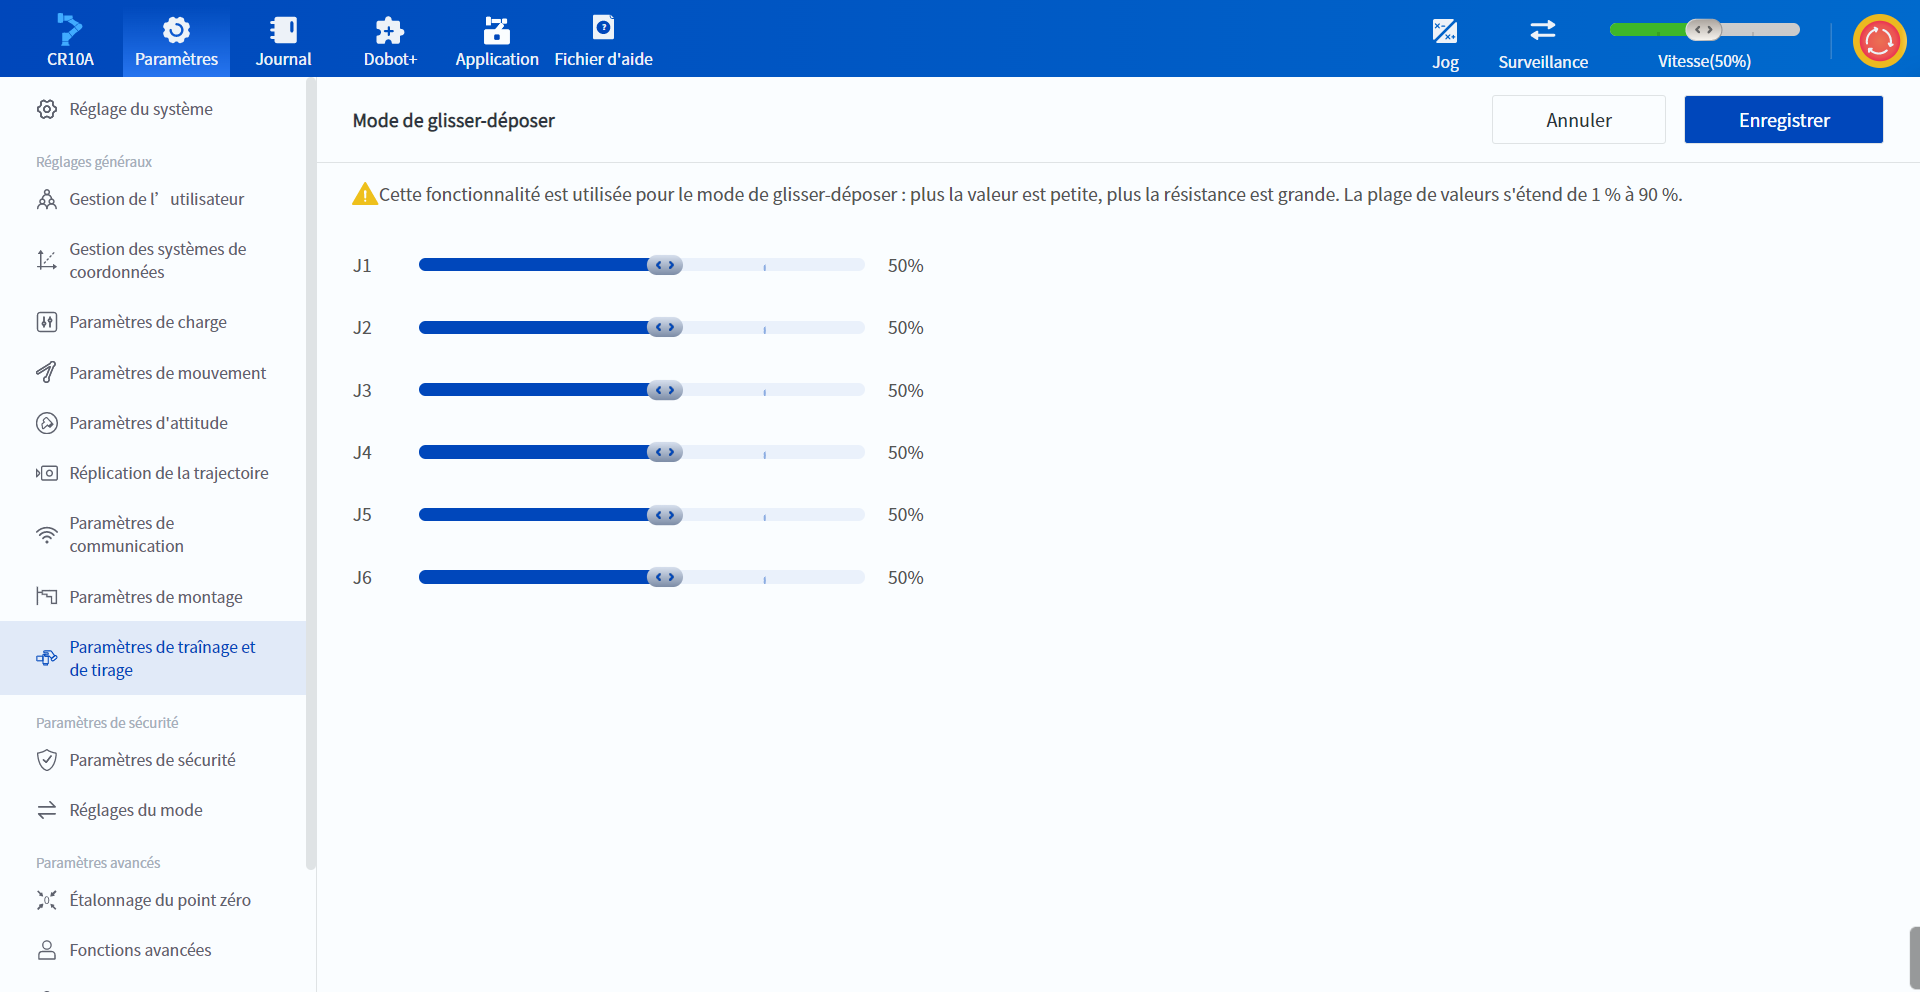 CR10A
Paramètres
Journal
Dobot+
Application
Fichier d'aide
Jog
Surveillance
Vitesse(50%)
Réglage du système
Réglages généraux
Gestion de l’utilisateur
Gestion des systèmes de
coordonnées
Paramètres de charge
Paramètres de mouvement
Paramètres d'attitude
Réplication de la trajectoire
Paramètres de
communication
Paramètres de montage
Paramètres de traînage et
de tirage
Paramètres de sécurité
Paramètres de sécurité
Réglages du mode
Paramètres avancés
Étalonnage du point zéro
Fonctions avancées
Mode de glisser-déposer
Annuler
Enregistrer
Cette fonctionnalité est utilisée pour le mode de glisser-déposer : plus la valeur est petite, plus la résistance est grande. La plage de valeurs s'étend de 1 % à 90 %.
J1 50%
J2 50%
J3 50%
J4 50%
J5 50%
J6 50%